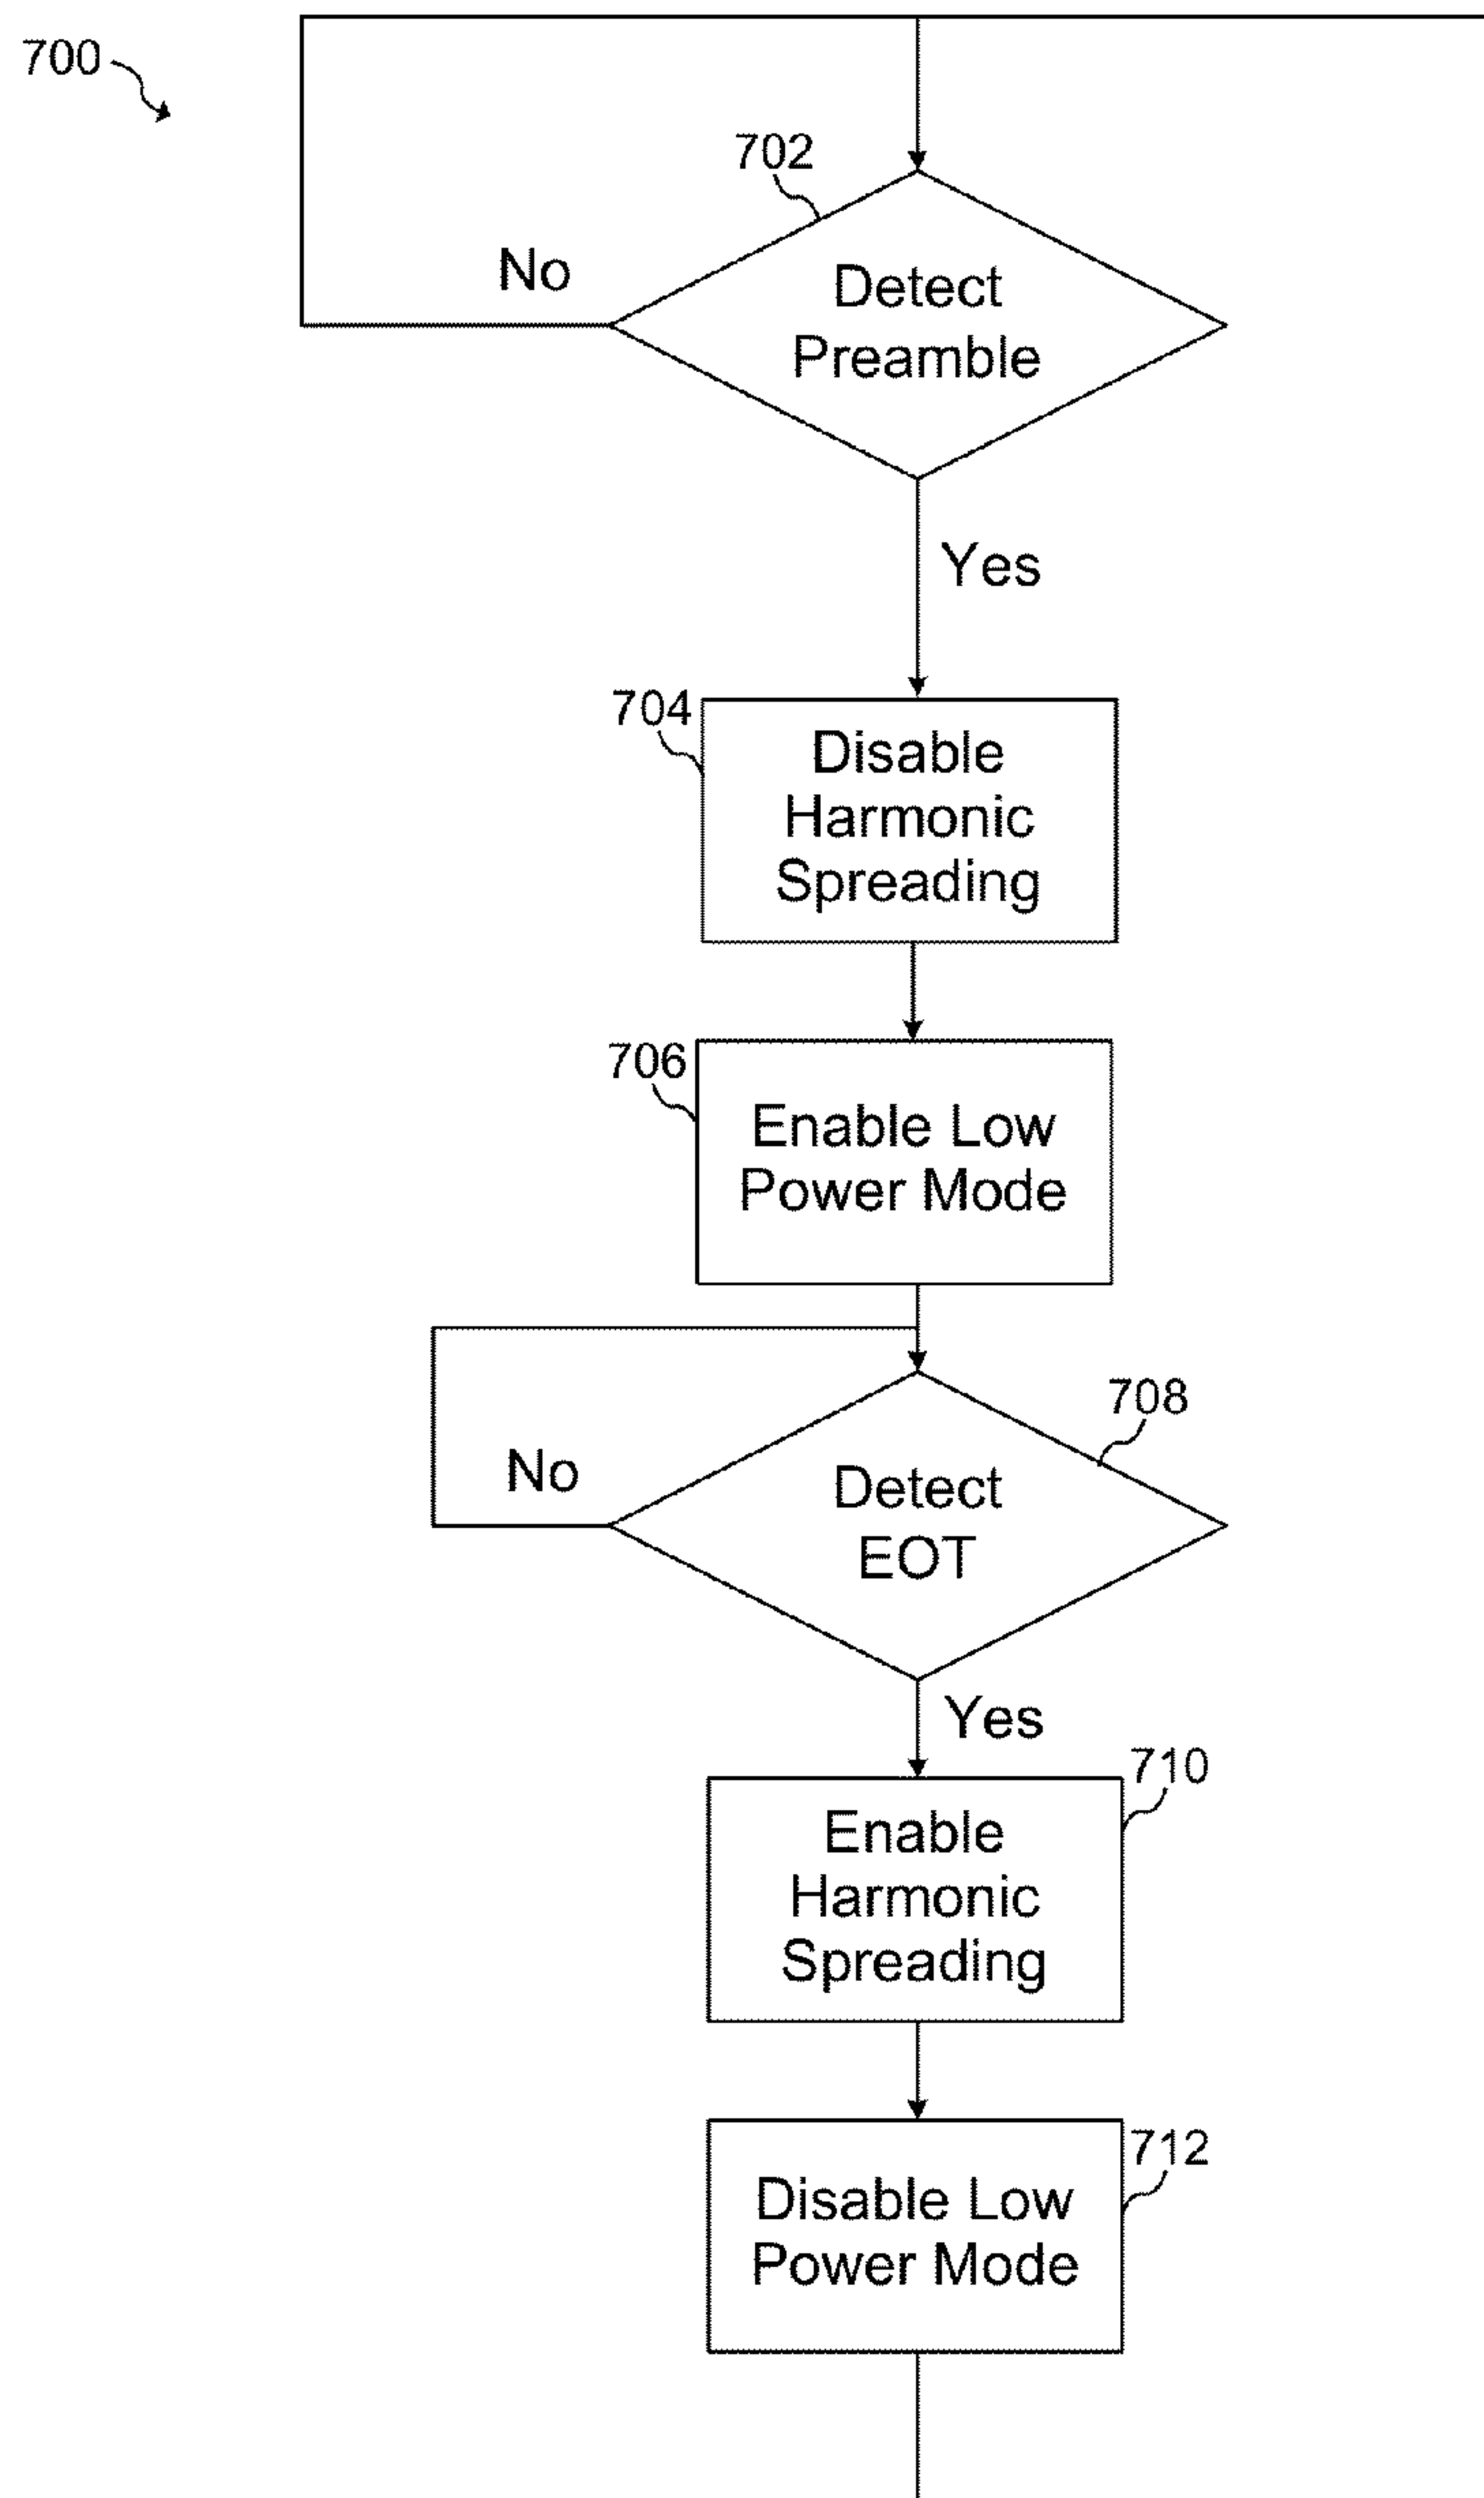 700
702
No
Detect
Preamble
Yes
704
Disable
Harmonic
Spreading
706
Enable Low
Power Mode
708
No
Detect
EOT
Yes
710
Enable
Harmonic
Spreading
712
Disable Low
Power Mode